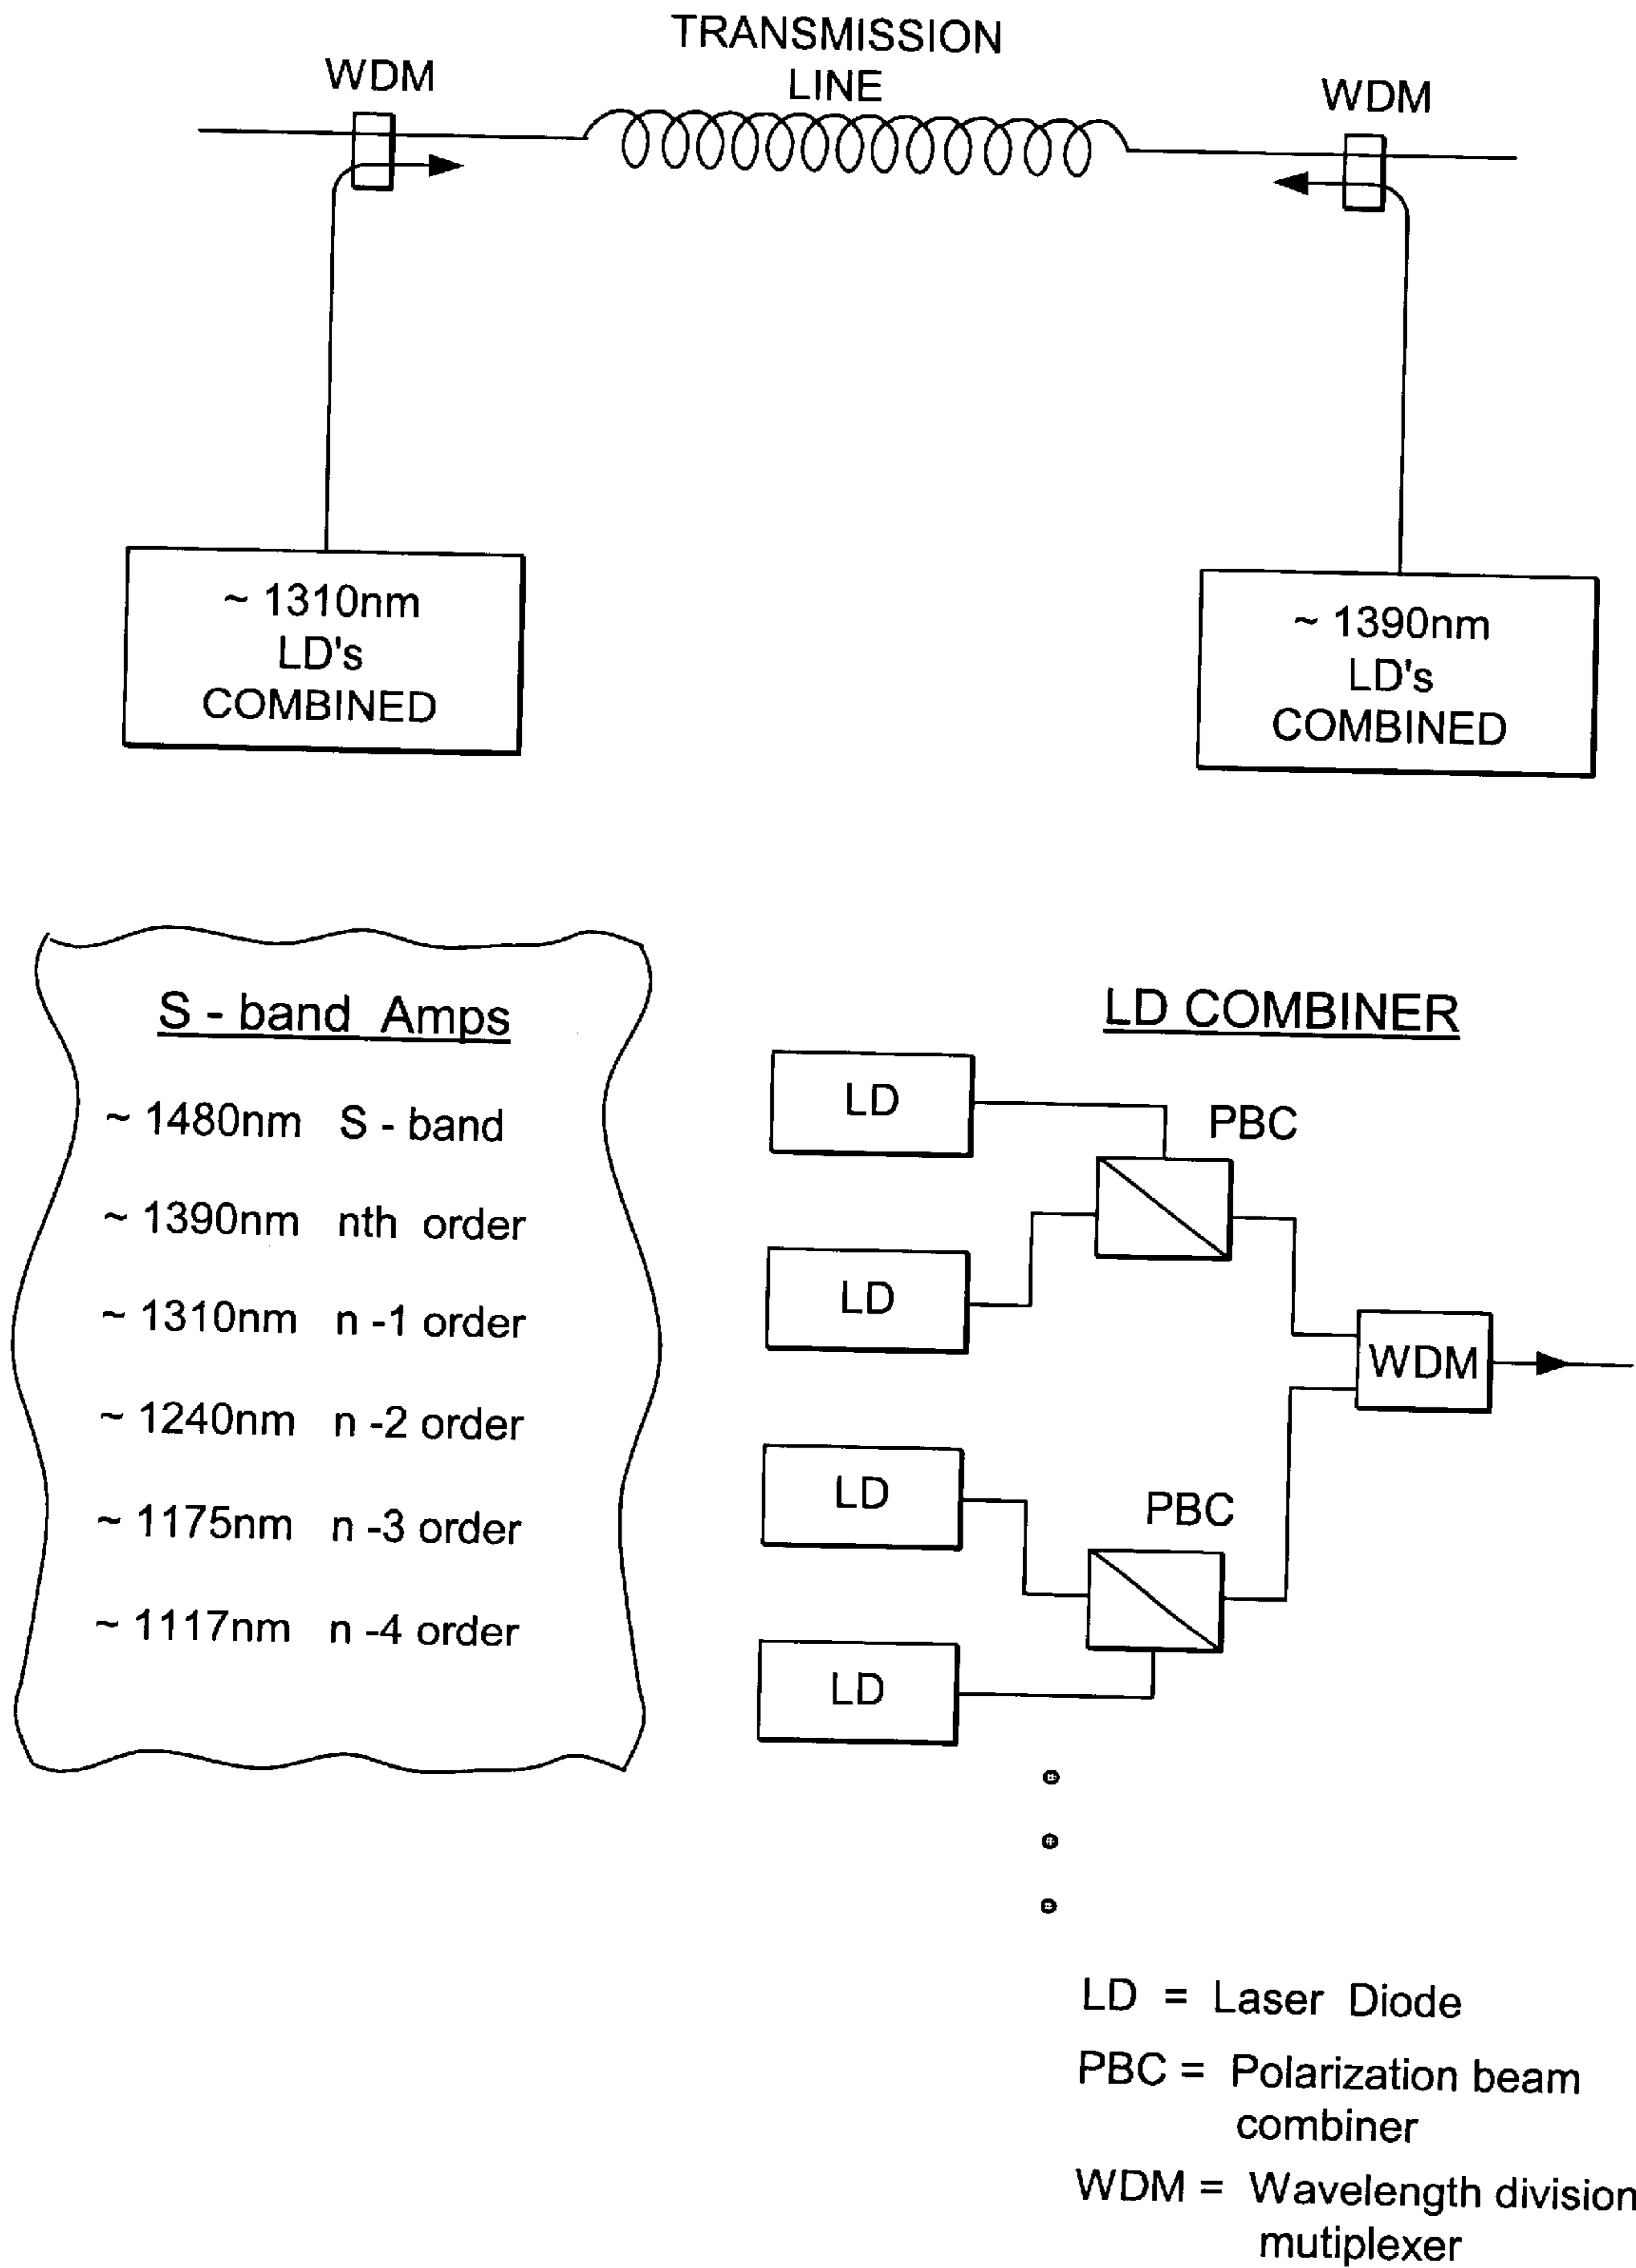 TRANSMISSION
LINE
WDM
WDM
~ 1310nm
LD's
COMBINED
~ 1390nm
LD's
COMBINED
S - band Amps
~ 1480nm S - band
~ 1390nm nth order
~ 1310nm n -1 order
~ 1240nm n -2 order
~ 1175nm n -3 order
~ 1117nm n -4 order
LD COMBINER
LD
PBC
LD
WDM
LD
PBC
LD
LD = Laser Diode
PBC = Polarization beam
combiner
WDM = Wavelength division
mutiplexer